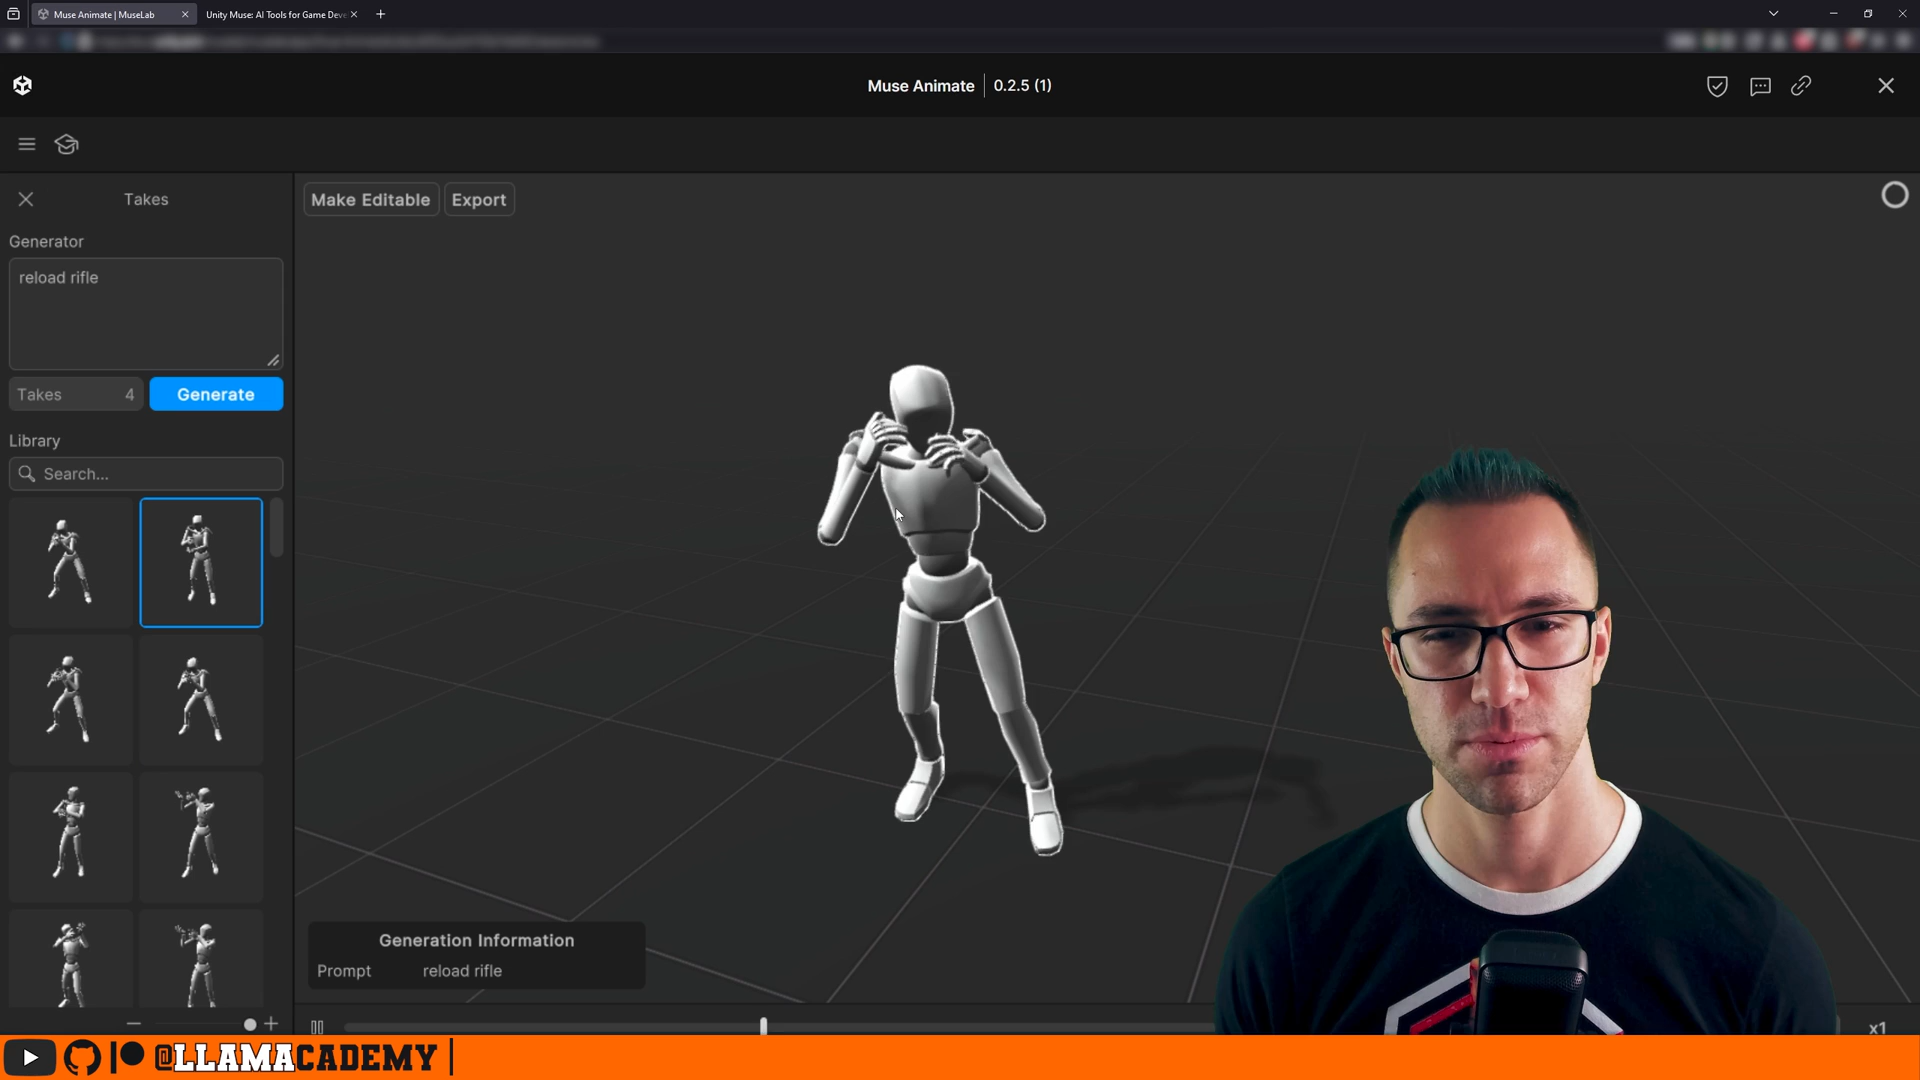 Muse Animate | MuseLab
Unity Muse: AI Tools for Game Deve
Muse Animate 0.2.5 (1)
Takes
Make Editable
Export
Generator
reload rifle
Takes 4
Generate
Library
Search...
Generation Information
Prompt reload rifle
x1
@LLAMACADEMY